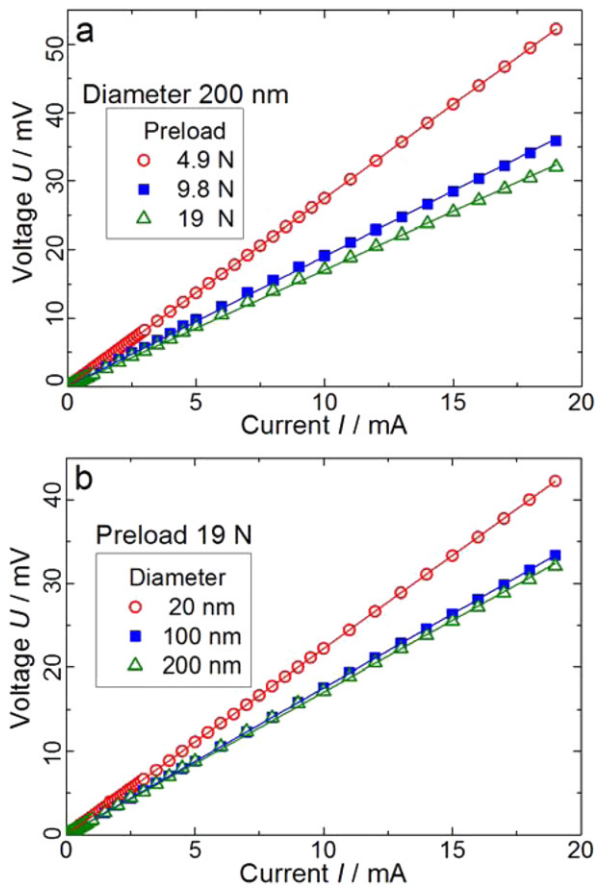 a
50
40
30
20
10
0
Voltage U / mV
Diameter 200 nm
Preload
4.9 N
9.8 N
19 N
0 5 10 15 20
Current I / mA
b
40
30
20
10
0
Voltage U / mV
Preload 19 N
Diameter
20 nm
100 nm
200 nm
0 5 10 15 20
Current I / mA